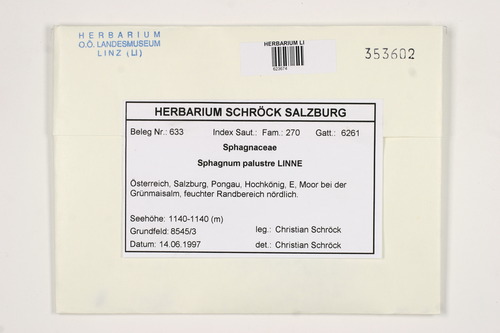 HERBARIUM
O.Ö. LANDESMUSEUM
LINZ (LI)
HERBARIUM LI
623674
353602
HERBARIUM SCHRÖCK SALZBURG
Beleg Nr.: 633 Index Saut.: Fam.: 270 Gatt.: 6261
Sphagnaceae
Sphagnum palustre LINNE
Österreich, Salzburg, Pongau, Hochkönig, E, Moor bei der
Grünmaisalm, feuchter Randbereich nördlich.
Seehöhe: 1140-1140 (m)
Grundfeld: 8545/3 leg.: Christian Schröck
Datum: 14.06.1997 det.: Christian Schröck